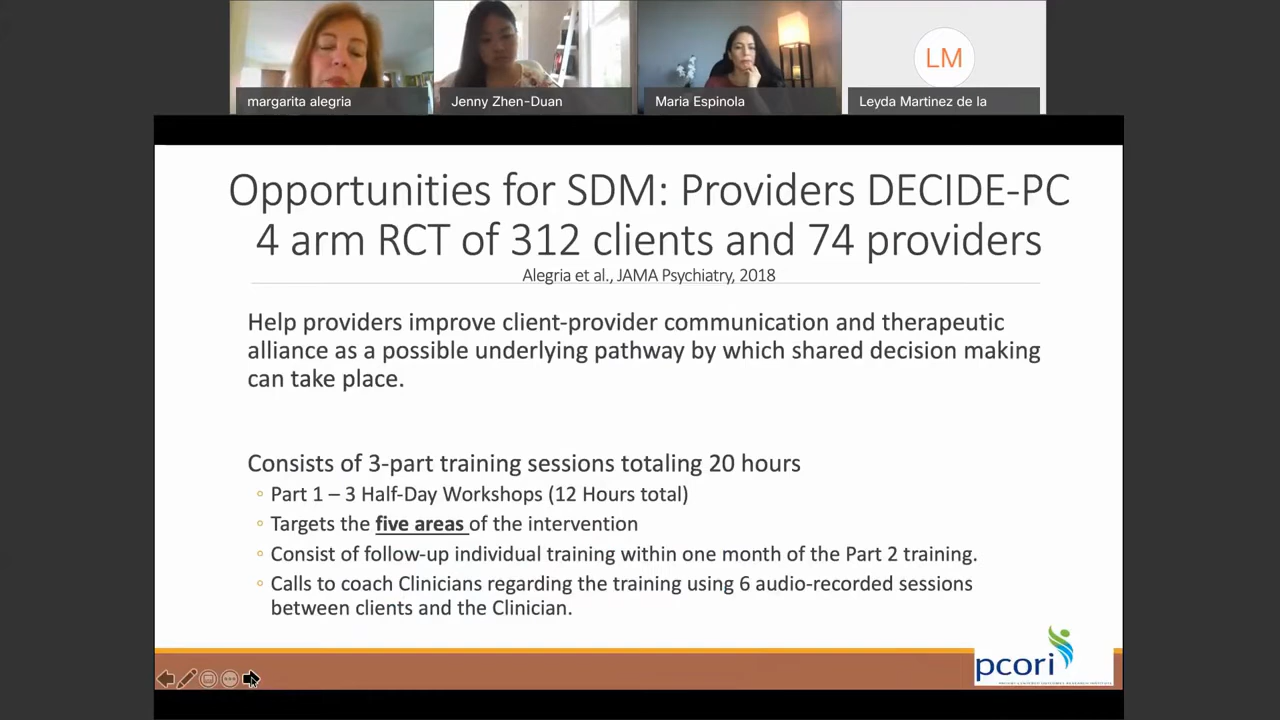 margarita alegria
Jenny Zhen-Duan
Maria Espinola
LM
Leyda Martinez de la
Opportunities for SDM: Providers DECIDE-PC
4 arm RCT of 312 clients and 74 providers
Alegria et al., JAMA Psychiatry, 2018
Help providers improve client-provider communication and therapeutic
alliance as a possible underlying pathway by which shared decision making
can take place.
Consists of 3-part training sessions totaling 20 hours
Part 1 – 3 Half-Day Workshops (12 Hours total)
Targets the five areas of the intervention
Consist of follow-up individual training within one month of the Part 2 training.
Calls to coach Clinicians regarding the training using 6 audio-recorded sessions
between clients and the Clinician.
pcori